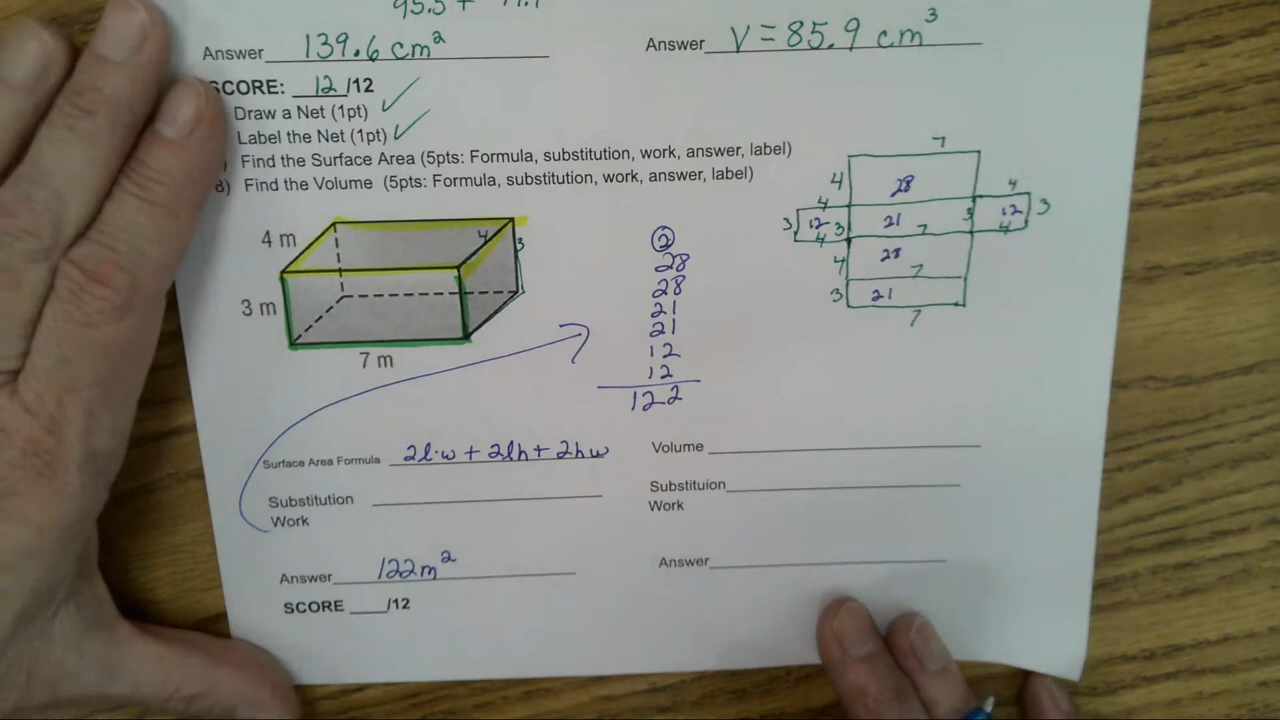 Answer 139.6 cm² Answer V = 85.9 cm³
SCORE: 12 /12
Draw a Net (1pt) ✓
Label the Net (1pt) ✓
) Find the Surface Area (5pts: Formula, substitution, work, answer, label)
8) Find the Volume (5pts: Formula, substitution, work, answer, label)
4 m
3 m
7 m
4
3
2
28
28
21
21
12
12
122
7
4 28
4 4
3 12 3 21 7 3 12 3
4 4
4 28
7
3 21
7
Surface Area Formula 2l·w + 2lh + 2hw Volume
Substitution Substituion
Work Work
Answer 122m² Answer
SCORE ____/12